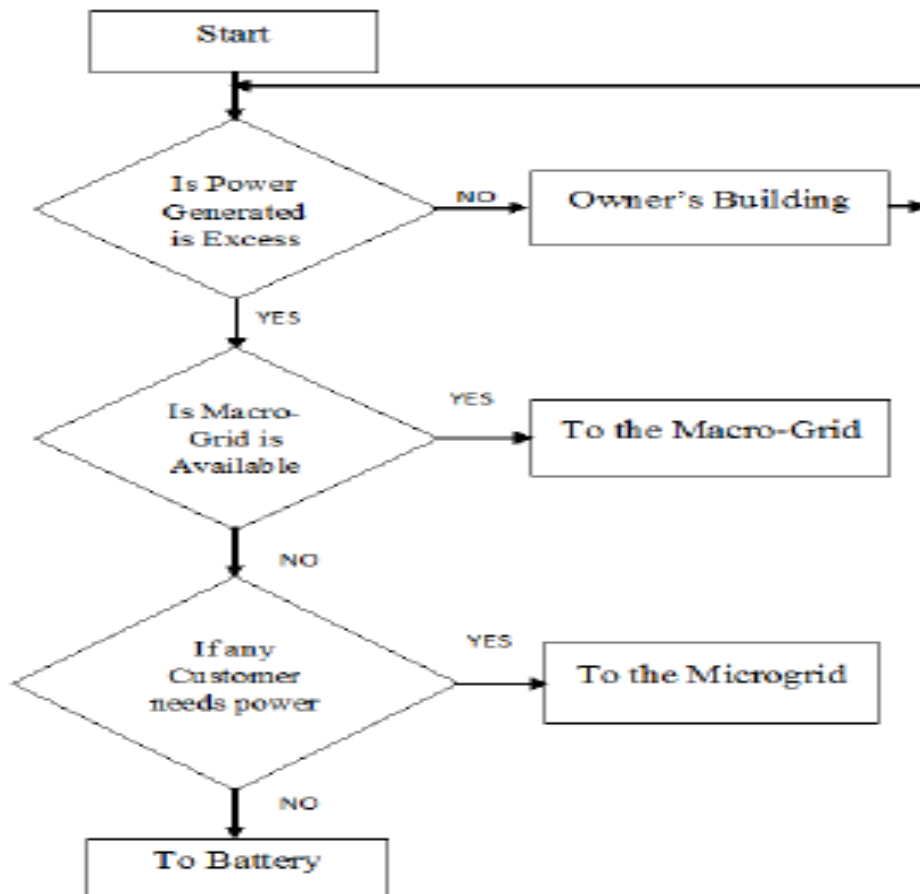 Start
Is Power
Generated
is Excess
NO
Owner's Building
YES
Is Macro-
Grid is
Available
YES
To the Macro-Grid
NO
If any
Customer
needs power
YES
To the Microgrid
NO
To Battery